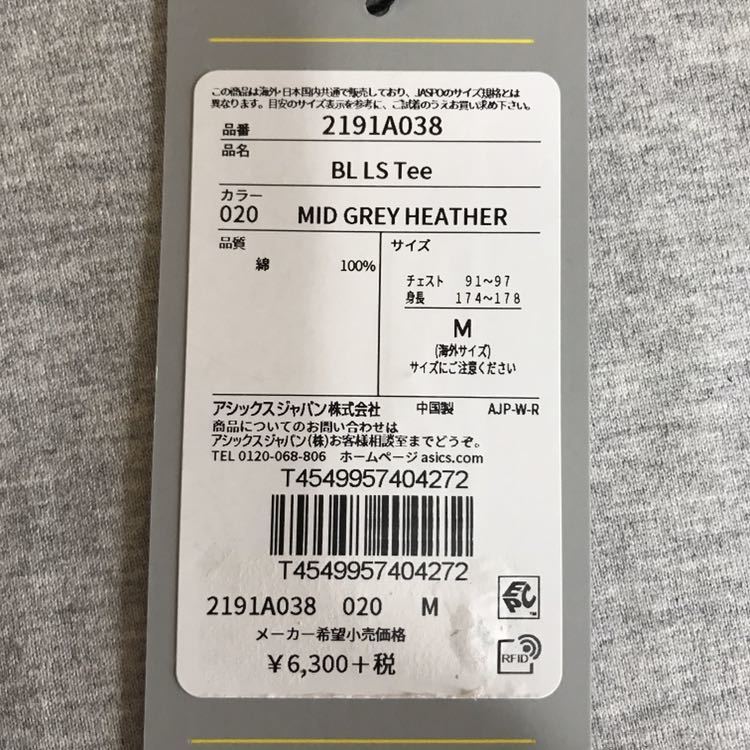 この商品は海外・日本国内共通で販売しており、JASPOのサイズ規格とは
異なります。目安のサイズ表示を参考に、ご試着のうえお買い求め下さい。
品番 2191A038
品名
BL LS Tee
カラー
020 MID GREY HEATHER
品質
綿 100%
サイズ
チェスト 91~97
身長 174~178
M
(海外サイズ)
サイズにご注意ください
アシックスジャパン株式会社 中国製 AJP-W-R
商品についてのお問い合わせは
アシックスジャパン(株)お客様相談室までどうぞ。
TEL 0120-068-806 ホームページ asics.com
T4549957404272
T4549957404272
2191A038 020 M
メーカー希望小売価格
¥6,300+税
EPC
TM
RFID